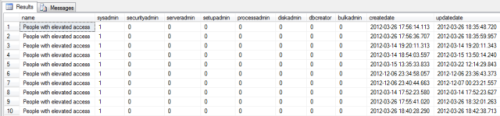 Results Messages
name sysadmin securityadmin serveradmin setupadmin processadmin diskadmin dbcreator bulkadmin createdate updatedate
1 People with elevated access 1 0 0 0 0 0 0 0 2012-03-26 17:56:14.113 2012-03-26 18:35:48.720
2 People with elevated access 1 0 0 0 0 0 0 0 2012-03-26 17:56:36.707 2012-03-26 18:35:59.957
3 People with elevated access 1 0 0 0 0 0 0 0 2012-03-14 19:20:11.313 2012-03-14 19:20:11.343
4 People with elevated access 1 0 0 0 0 0 0 0 2012-03-14 18:54:03.597 2012-03-15 13:50:14.240
5 People with elevated access 1 0 0 0 0 0 0 0 2012-03-15 13:35:33.833 2012-03-22 12:14:29.843
6 People with elevated access 1 0 0 0 0 0 0 0 2012-12-06 23:34:58.057 2012-12-06 23:36:43.373
7 People with elevated access 1 0 0 0 0 0 0 0 2012-12-06 23:40:44.663 2012-12-07 00:23:21.557
8 People with elevated access 1 0 0 0 0 0 0 0 2012-03-14 17:52:23.580 2012-03-14 17:52:23.627
9 People with elevated access 1 0 0 0 0 0 0 0 2012-03-26 17:55:41.020 2012-03-26 18:32:01.263
10 People with elevated access 1 0 0 0 0 0 0 0 2012-03-26 18:40:28.290 2012-03-26 18:42:38.713